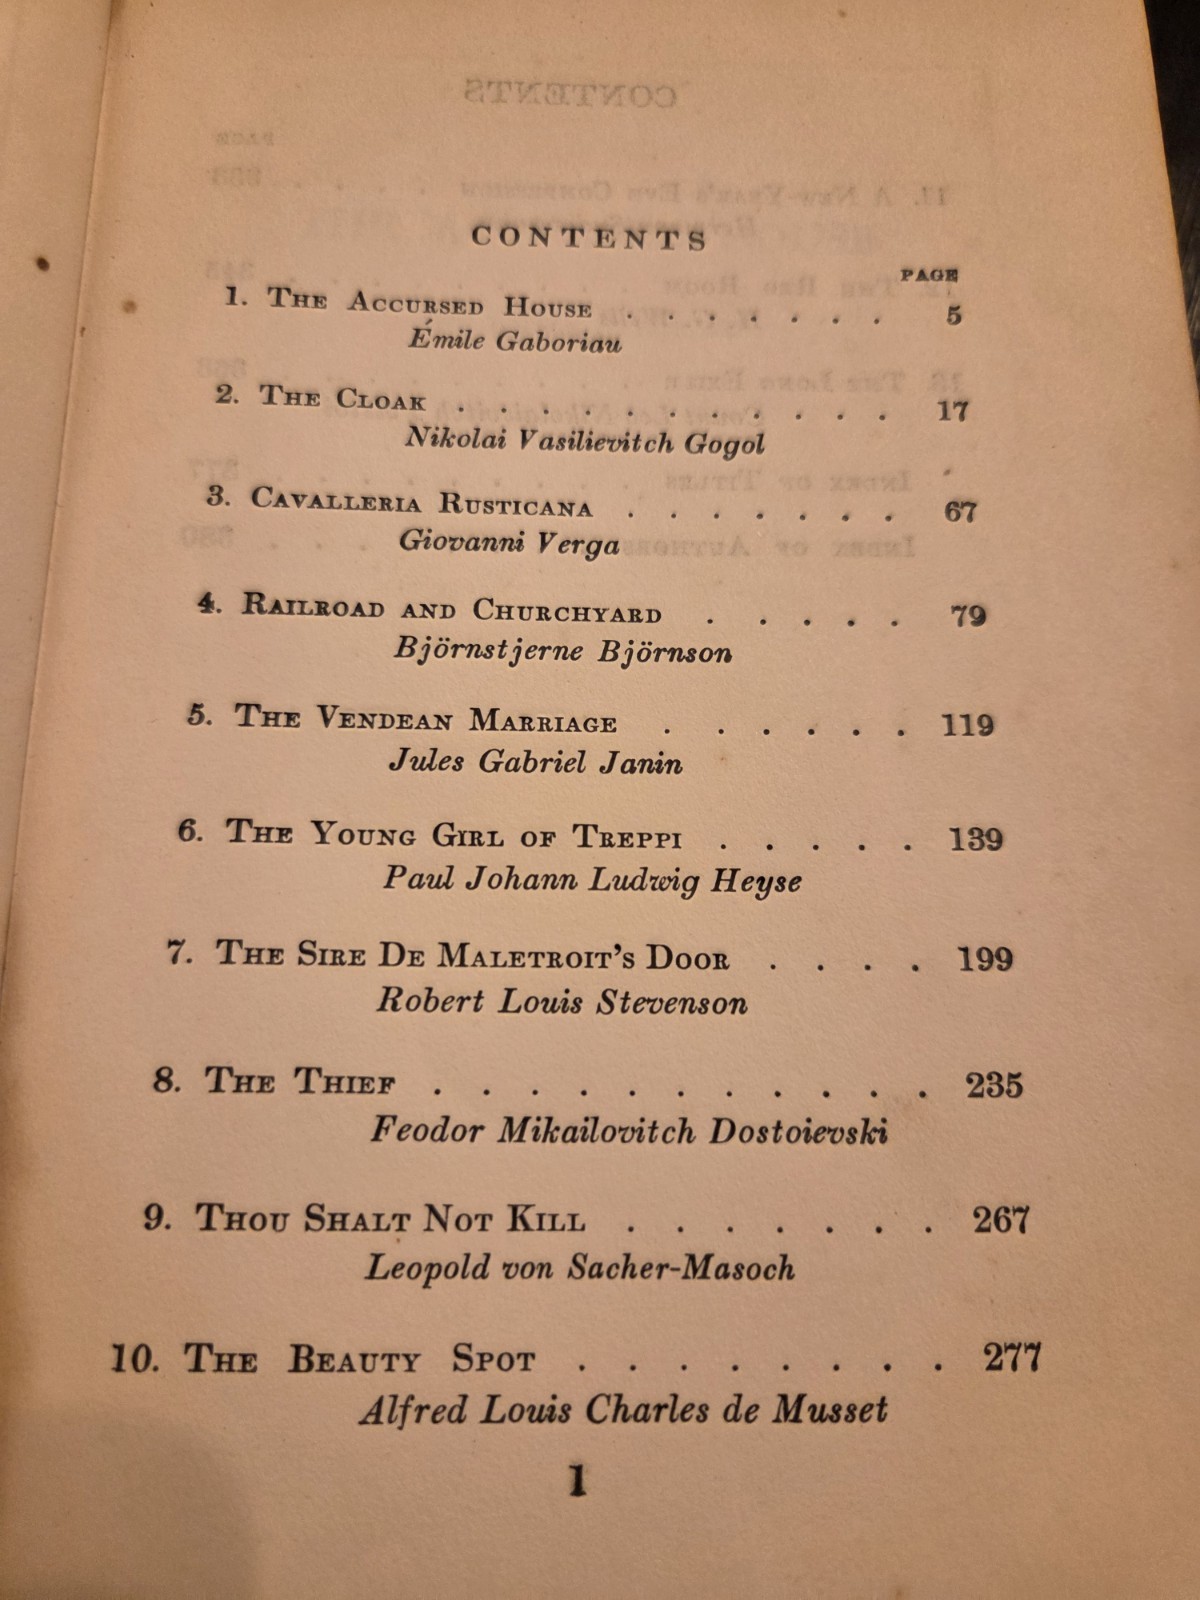 CONTENTS
PAGE
1. THE ACCURSED HOUSE . . . . . . . 5
Émile Gaboriau
2. THE CLOAK . . . . . . . . . . . 17
Nikolai Vasilievitch Gogol
3. CAVALLERIA RUSTICANA . . . . . . . 67
Giovanni Verga
4. RAILROAD AND CHURCHYARD . . . . . 79
Björnstjerne Björnson
5. THE VENDEAN MARRIAGE . . . . . . 119
Jules Gabriel Janin
6. THE YOUNG GIRL OF TREPPI . . . . . 139
Paul Johann Ludwig Heyse
7. THE SIRE DE MALETROIT'S DOOR . . . . 199
Robert Louis Stevenson
8. THE THIEF . . . . . . . . . . . 235
Feodor Mikailovitch Dostoievski
9. THOU SHALT NOT KILL . . . . . . . 267
Leopold von Sacher-Masoch
10. THE BEAUTY SPOT . . . . . . . . 277
Alfred Louis Charles de Musset
1